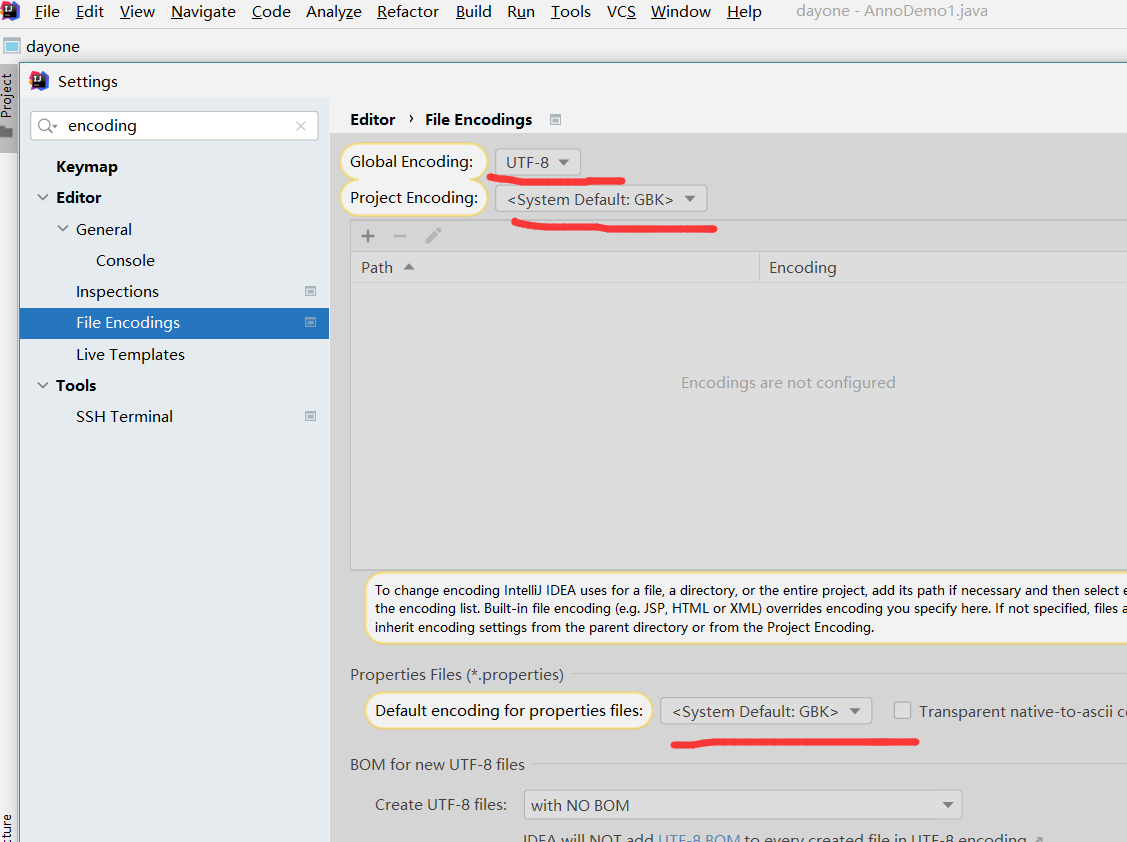 File Edit View Navigate Code Analyze Refactor Build Run Tools VCS Window Help dayone - AnnoDemo1.java
dayone
Project
Settings
encoding
Keymap
Editor
General
Console
Inspections
File Encodings
Live Templates
Tools
SSH Terminal
Editor › File Encodings
Global Encoding: UTF-8
Project Encoding: <System Default: GBK>
Path Encoding
Encodings are not configured
To change encoding IntelliJ IDEA uses for a file, a directory, or the entire project, add its path if necessary and then select
the encoding list. Built-in file encoding (e.g. JSP, HTML or XML) overrides encoding you specify here. If not specified, files
inherit encoding settings from the parent directory or from the Project Encoding.
Properties Files (*.properties)
Default encoding for properties files: <System Default: GBK> Transparent native-to-ascii
BOM for new UTF-8 files
Create UTF-8 files: with NO BOM
IDEA will NOT add UTF-8 BOM to every created file in UTF-8 encoding